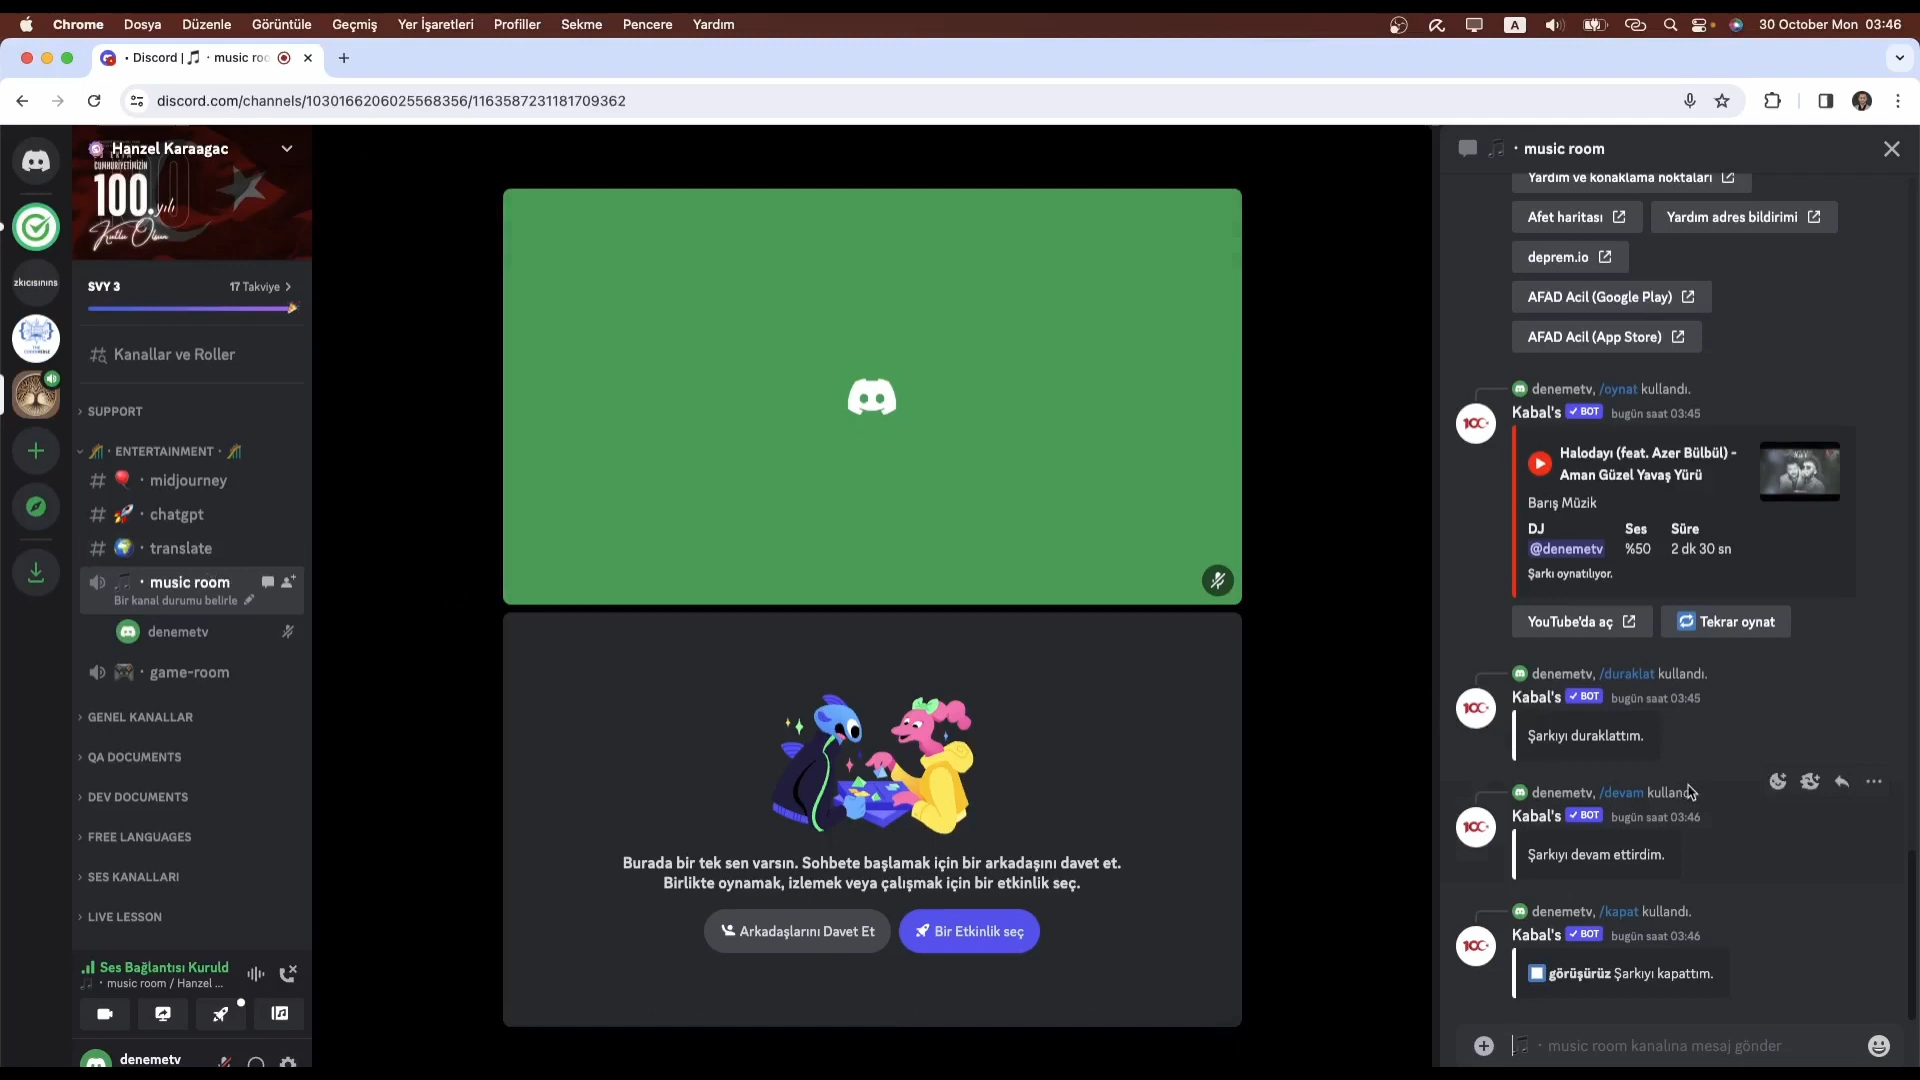 Chrome Dosya Düzenle Görüntüle Geçmiş Yer İşaretleri Profiller Sekme Pencere Yardım
A
30 October Mon 03:46
• Discord | 🎵 · music roo
discord.com/channels/1030166206025568356/1163587231181709362
Hanzel Karaagac
CUMHURİYETİMİZİN
100.yılı
Kutlu Olsun
zkicisinins
SVY 3
17 Takviye
Kanallar ve Roller
SUPPORT
· ENTERTAINMENT ·
· midjourney
· chatgpt
· translate
· music room
Bir kanal durumu belirle
denemetv
· game-room
GENEL KANALLAR
QA DOCUMENTS
DEV DOCUMENTS
FREE LANGUAGES
SES KANALLARI
LIVE LESSON
Ses Bağlantısı Kuruld
· music room / Hanzel ...
denemetv
Burada bir tek sen varsın. Sohbete başlamak için bir arkadaşını davet et.
Birlikte oynamak, izlemek veya çalışmak için bir etkinlik seç.
Arkadaşlarını Davet Et
Bir Etkinlik seç
· music room
Yardım ve konaklama noktaları
Afet haritası
Yardım adres bildirimi
deprem.io
AFAD Acil (Google Play)
AFAD Acil (App Store)
denemetv, /oynat kullandı.
Kabal's ✓ BOT bugün saat 03:45
Halodayı (feat. Azer Bülbül) -
Aman Güzel Yavaş Yürü
Barış Müzik
DJ Ses Süre
@denemetv %50 2 dk 30 sn
Şarkı oynatılıyor.
YouTube'da aç
Tekrar oynat
denemetv, /duraklat kullandı.
Kabal's ✓ BOT bugün saat 03:45
Şarkıyı duraklattım.
denemetv, /devam kullandı
Kabal's ✓ BOT bugün saat 03:46
Şarkıyı devam ettirdim.
denemetv, /kapat kullandı.
Kabal's ✓ BOT bugün saat 03:46
görüşürüz Şarkıyı kapattım.
· music room kanalına mesaj gönder